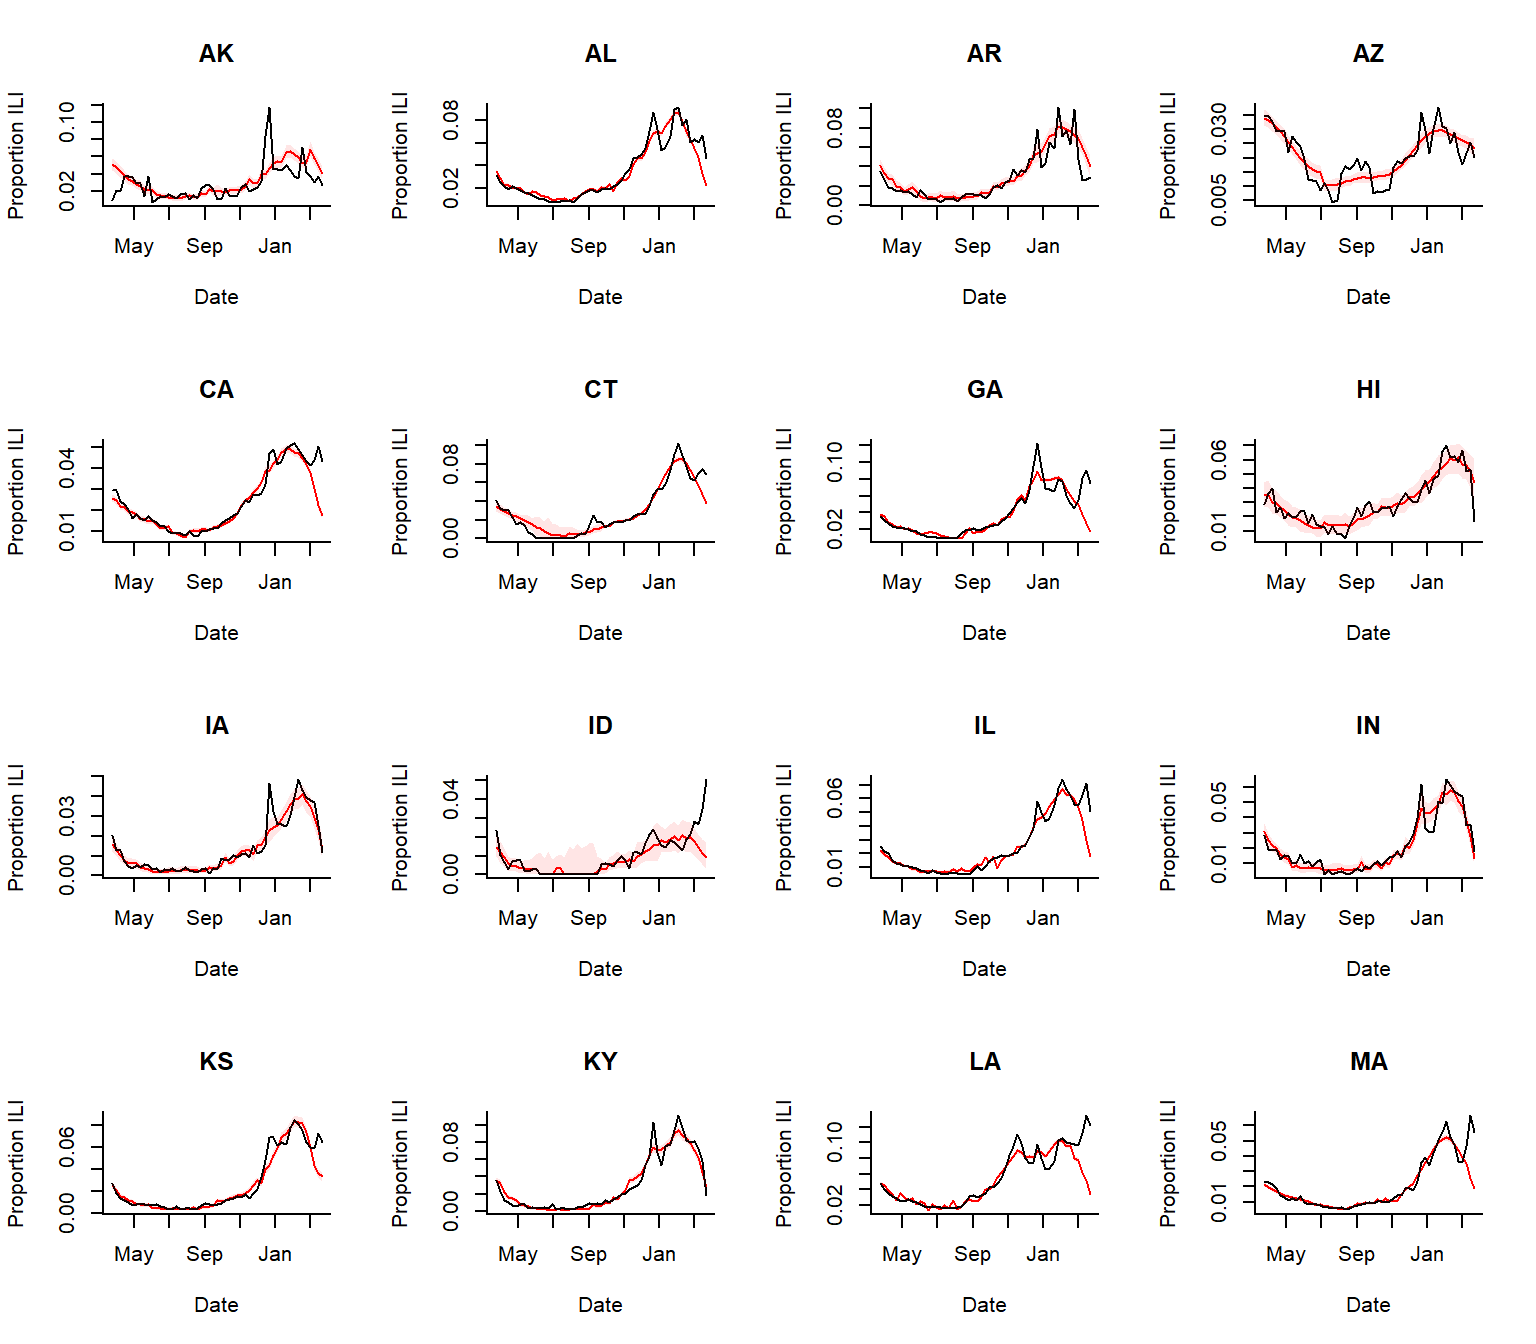 AK AL AR AZ
Proportion ILI Proportion ILI Proportion ILI Proportion ILI
0.10 0.08 0.08 0.030
0.02 0.02 0.00 0.005
May Sep Jan May Sep Jan May Sep Jan May Sep Jan
Date Date Date Date
CA CT GA HI
Proportion ILI Proportion ILI Proportion ILI Proportion ILI
0.04 0.08 0.10 0.06
0.01 0.00 0.02 0.01
May Sep Jan May Sep Jan May Sep Jan May Sep Jan
Date Date Date Date
IA ID IL IN
Proportion ILI Proportion ILI Proportion ILI Proportion ILI
0.03 0.04 0.06 0.05
0.00 0.00 0.01 0.01
May Sep Jan May Sep Jan May Sep Jan May Sep Jan
Date Date Date Date
KS KY LA MA
Proportion ILI Proportion ILI Proportion ILI Proportion ILI
0.06 0.08 0.10 0.05
0.00 0.00 0.02 0.01
May Sep Jan May Sep Jan May Sep Jan May Sep Jan
Date Date Date Date